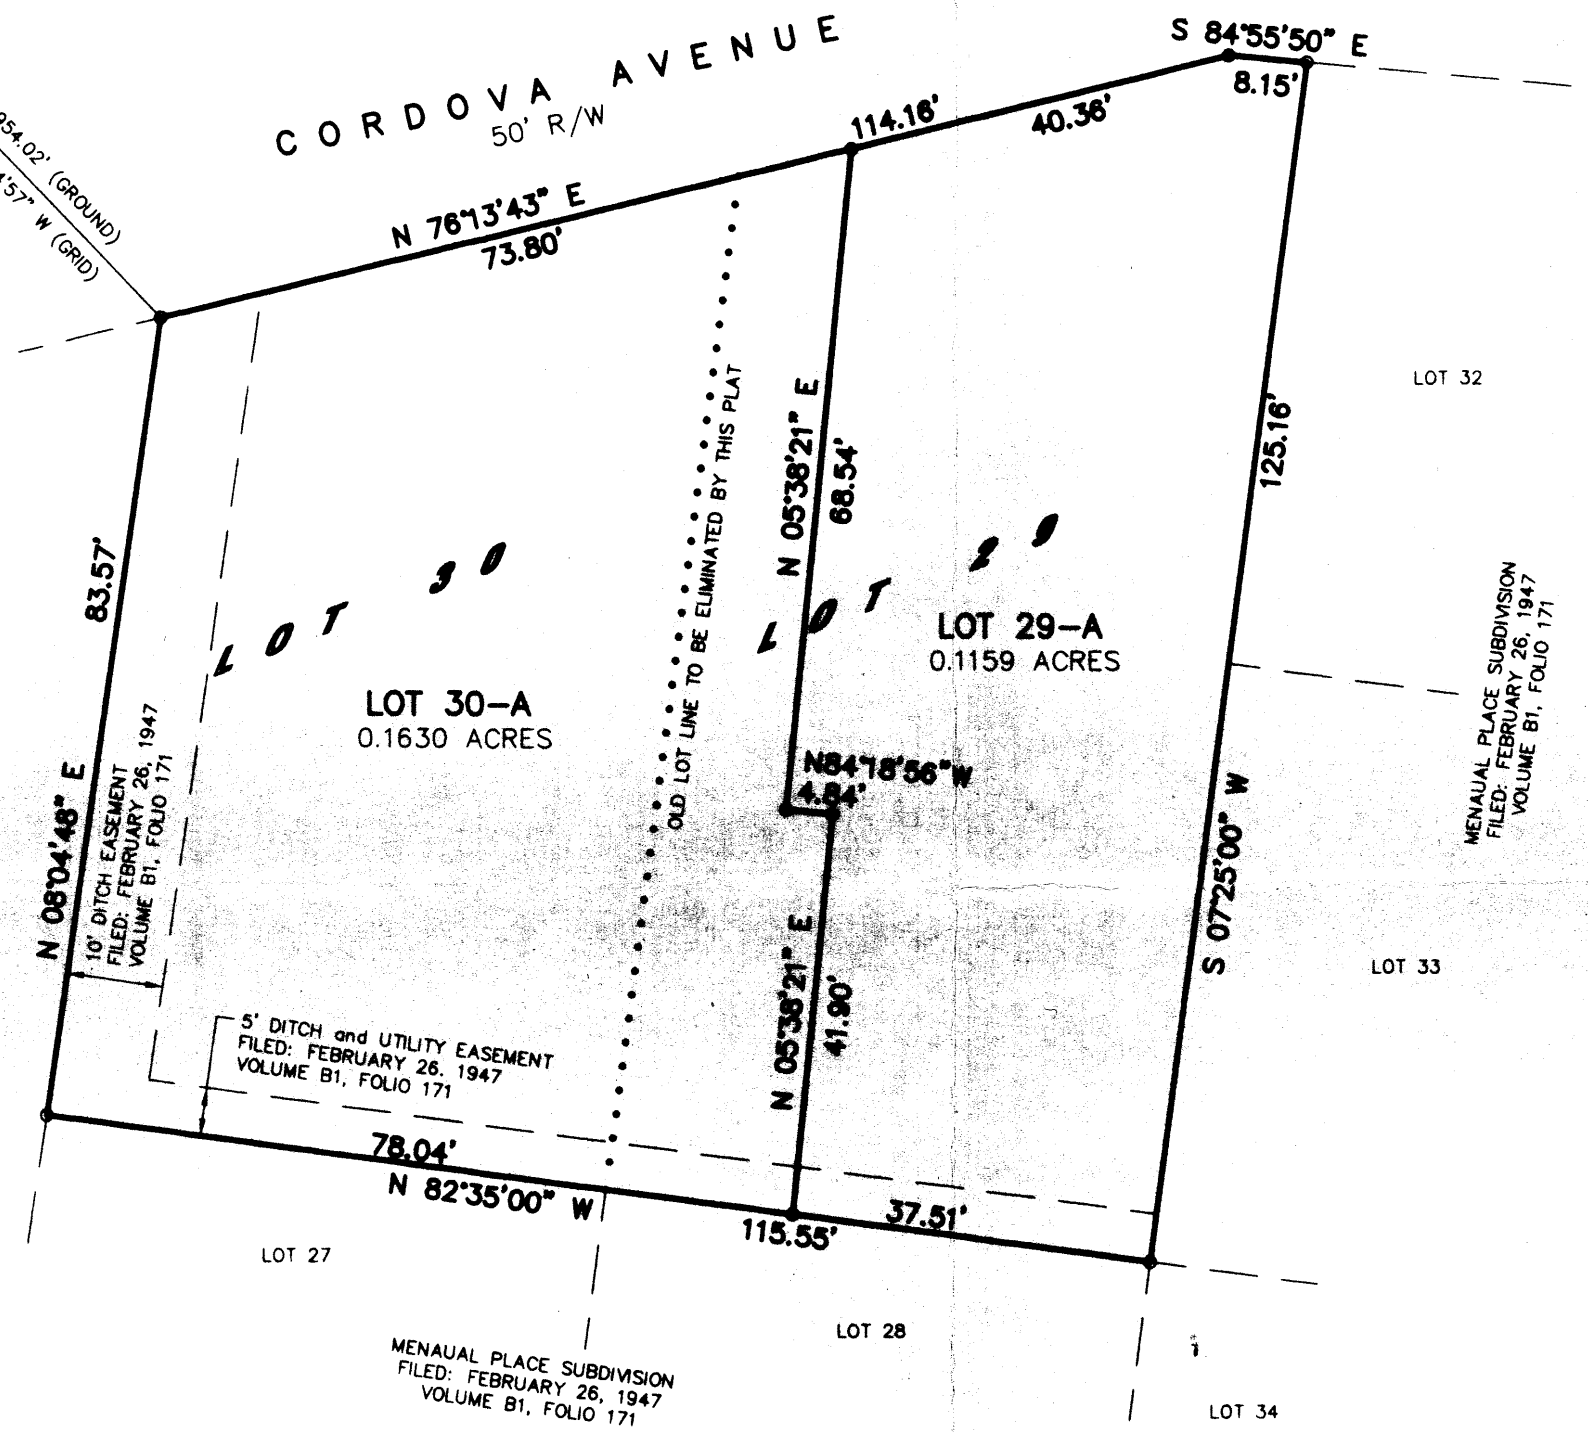 S 84°55'50" E
8.15'
CORDOVA AVENUE
50' R/W
114.16'
40.36'
954.02' (GROUND)
4'57" W (GRID)
N 76°13'43" E
73.80'
LOT 32
125.16'
N 05°38'21" E
68.54'
OLD LOT LINE TO BE ELIMINATED BY THIS PLAT
83.57'
LOT 30
LOT 29
LOT 29-A
0.1159 ACRES
LOT 30-A
0.1630 ACRES
MENAUAL PLACE SUBDIVISION
FILED: FEBRUARY 26, 1947
VOLUME B1, FOLIO 171
N84°18'56"W
4.84'
N 08°04'48" E
10' DITCH EASEMENT
FILED: FEBRUARY 26, 1947
VOLUME B1, FOLIO 171
S 07°25'00" W
LOT 33
N 05°38'21" E
41.90'
5' DITCH and UTILITY EASEMENT
FILED: FEBRUARY 26. 1947
VOLUME B1, FOLIO 171
78.04'
N 82°35'00" W
115.55'
37.51'
LOT 27
LOT 28
MENAUAL PLACE SUBDIVISION
FILED: FEBRUARY 26, 1947
VOLUME B1, FOLIO 171
LOT 34